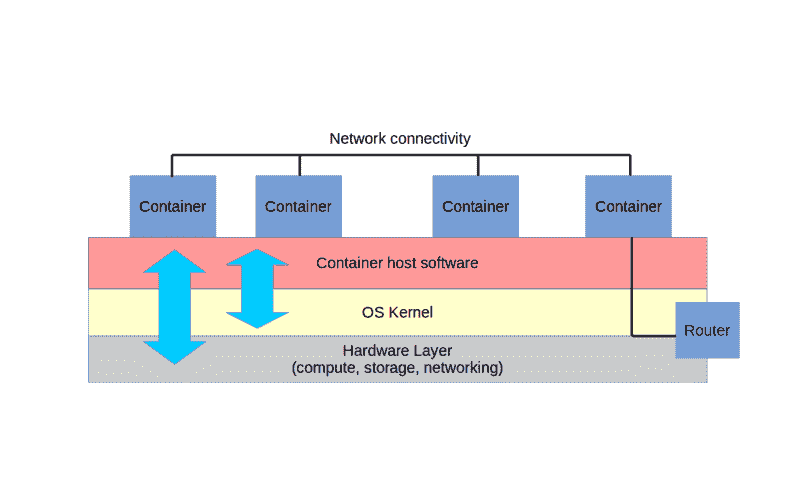 Network connectivity
Container
Container
Container
Container
Container host software
OS Kernel
Router
Hardware Layer
(compute, storage, networking)